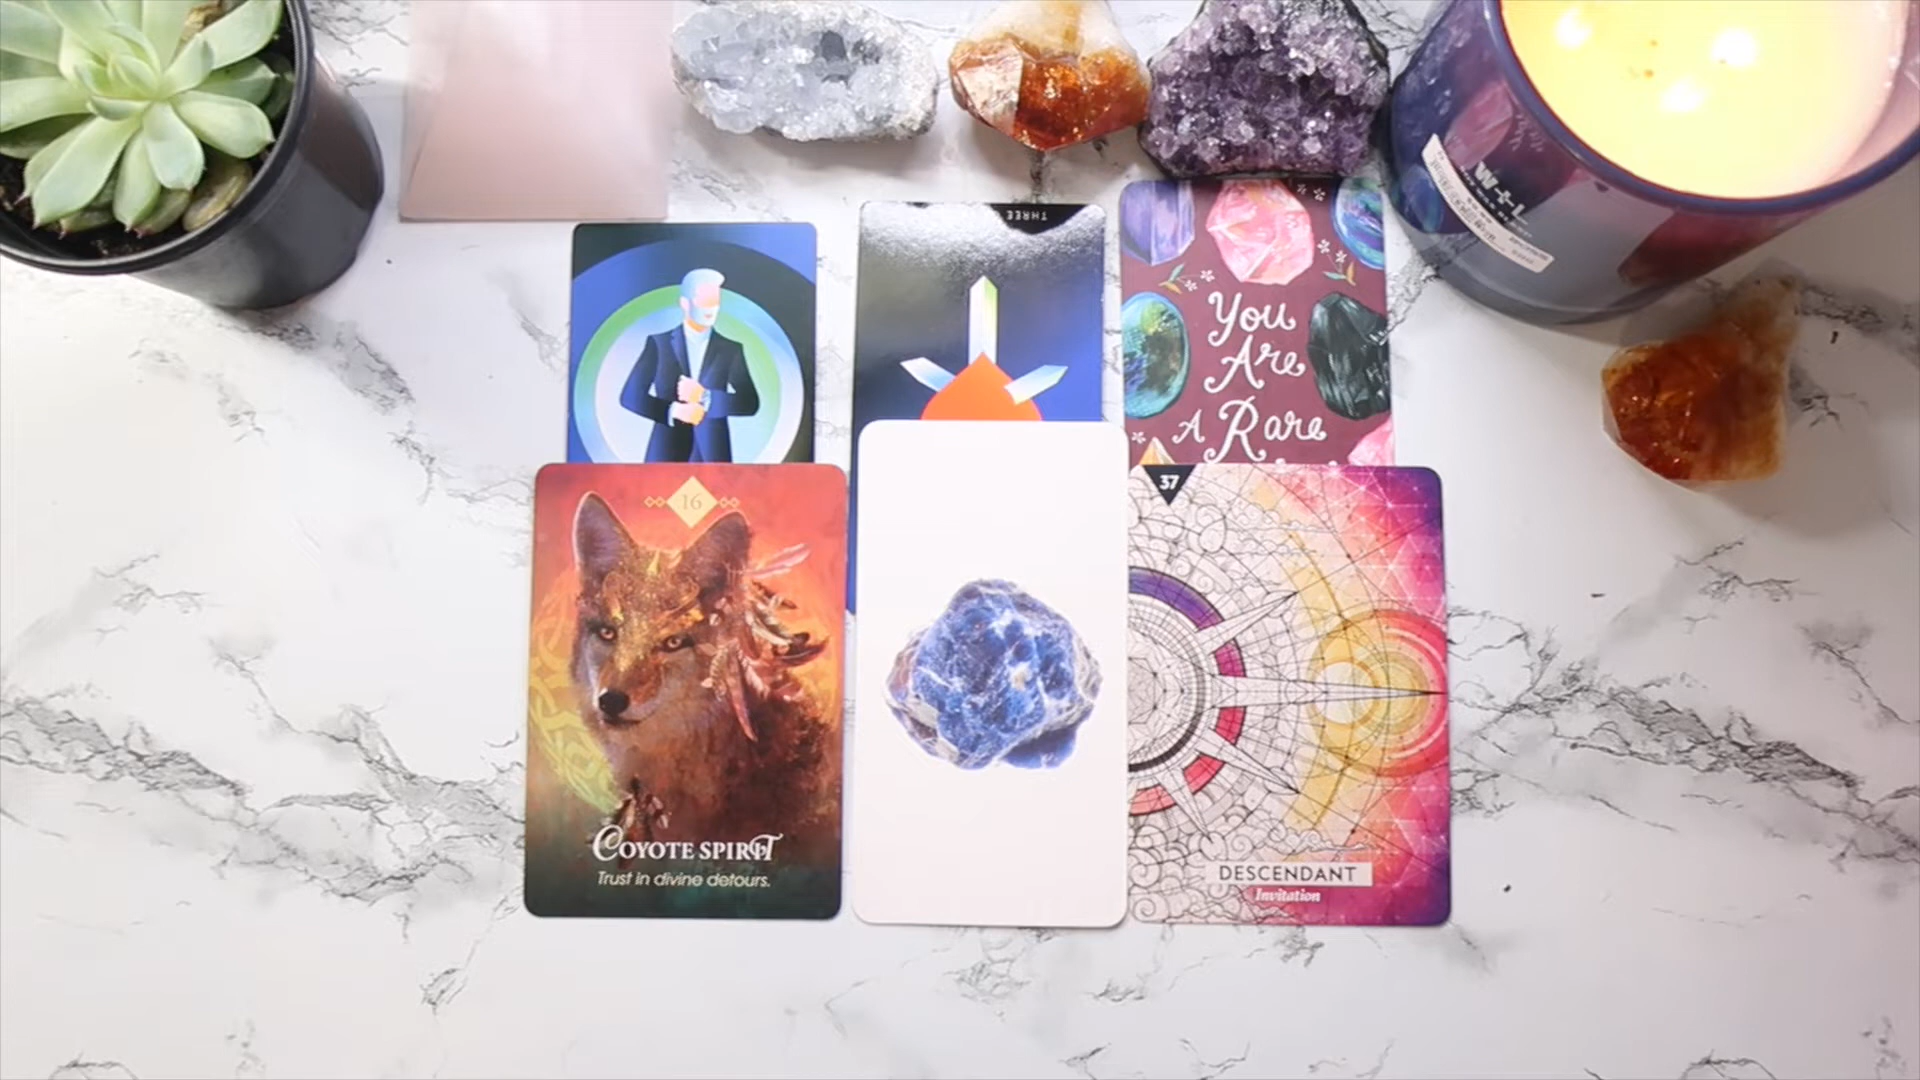 THREE
You
Are
A Rare
16
37
COYOTE SPIRIT
Trust in divine detours.
DESCENDANT
Invitation
W+L